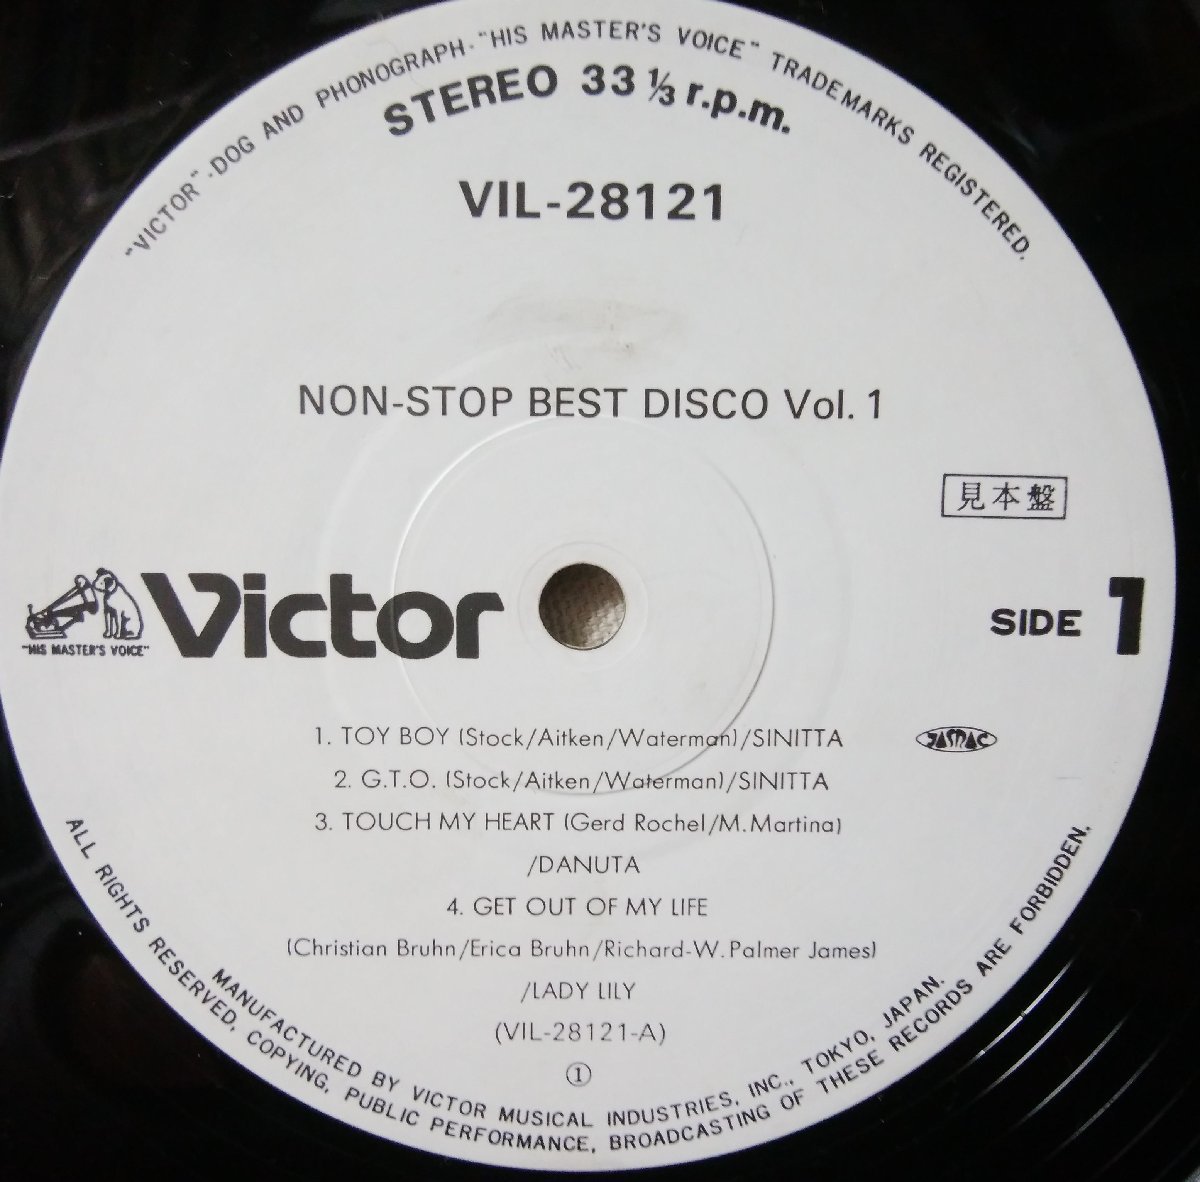 "VICTOR"-DOG AND PHONOGRAPH-"HIS MASTER'S VOICE" TRADEMARKS REGISTERED.
STEREO 33 1/3 r.p.m.
VIL-28121
NON-STOP BEST DISCO Vol. 1
見本盤
"HIS MASTER'S VOICE"
Victor
SIDE 1
1. TOY BOY (Stock/Aitken/Waterman)/SINITTA
JASRAC
2. G.T.O. (Stock/Aitken/Waterman)/SINITTA
3. TOUCH MY HEART (Gerd Rochel/M.Martina)
/DANUTA
4. GET OUT OF MY LIFE
(Christian Bruhn/Erica Bruhn/Richard-W.Palmer James)
/LADY LILY
(VIL-28121-A)
①
MANUFACTURED BY VICTOR MUSICAL INDUSTRIES, INC., TOKYO, JAPAN.
ALL RIGHTS RESERVED, COPYING, PUBLIC PERFORMANCE, BROADCASTING OF THESE RECORDS ARE FORBIDDEN.